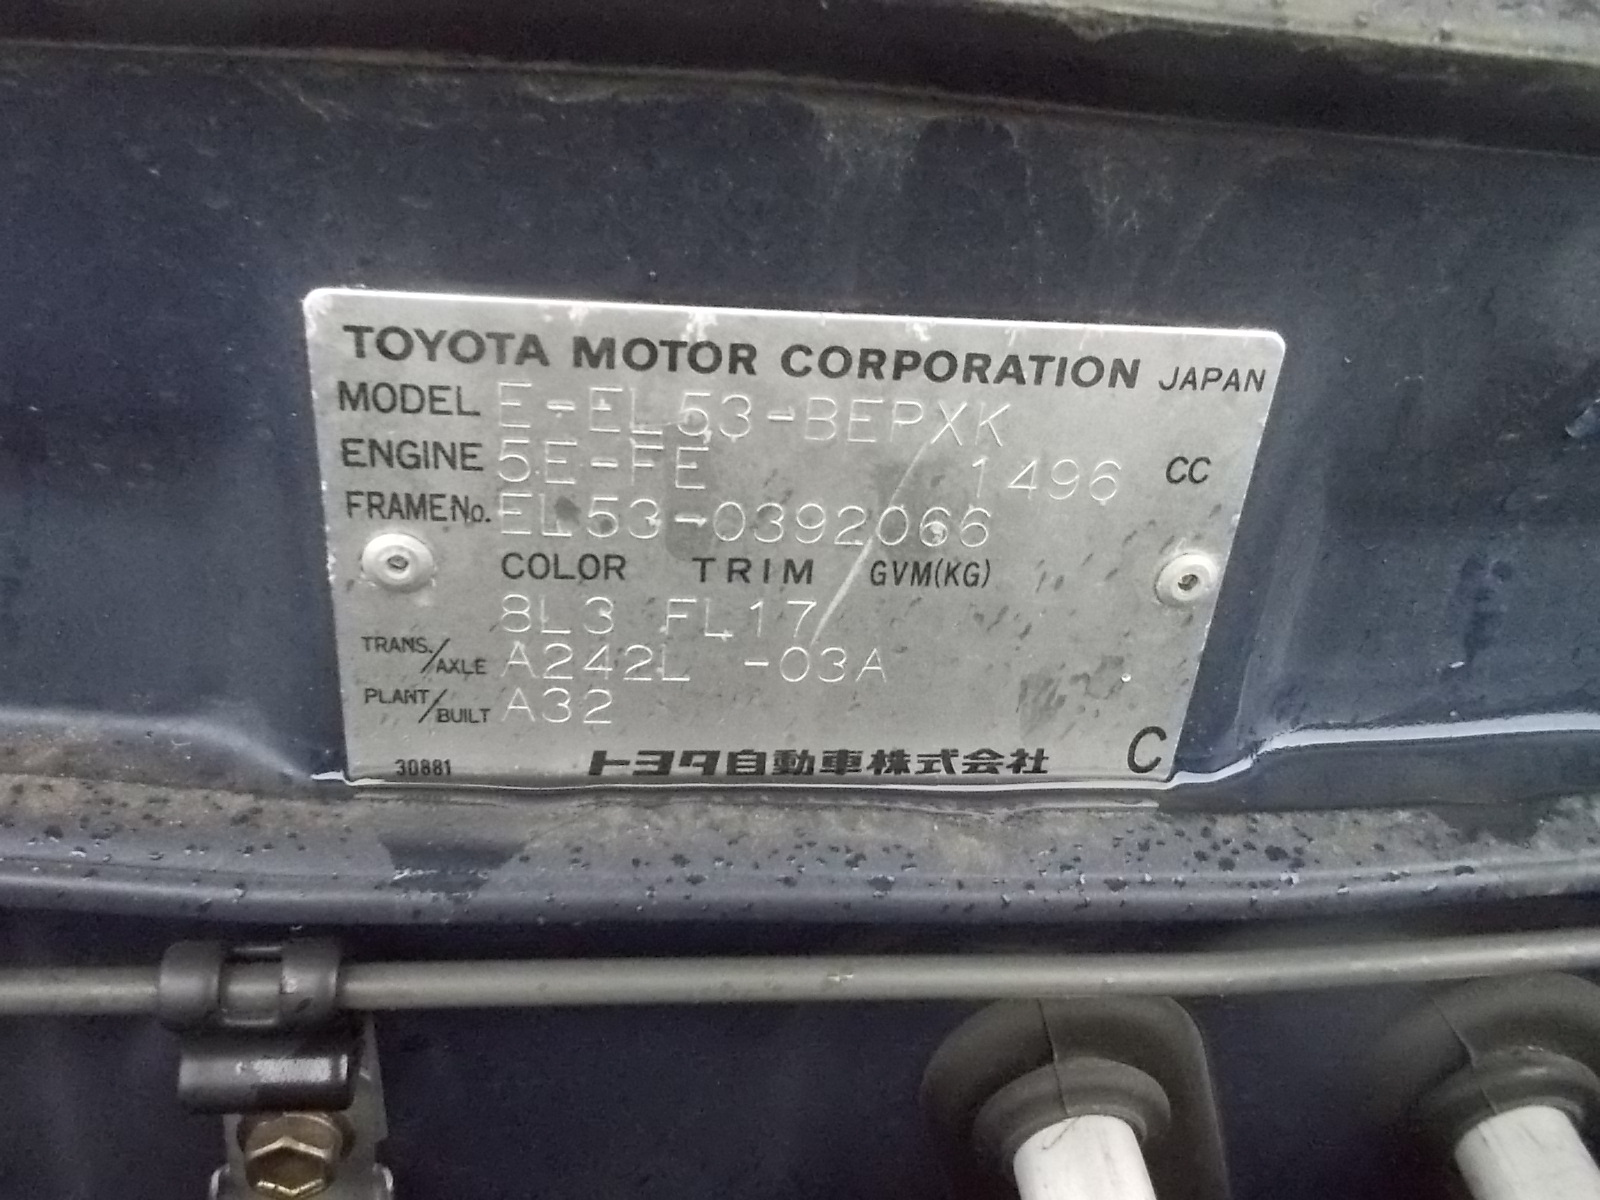 TOYOTA MOTOR CORPORATION JAPAN
MODEL E-EL53-BEPXK
ENGINE 5E-FE 1496 CC
FRAME No. EL53-0392066
COLOR TRIM GVM(KG)
8L3 FL17
TRANS./AXLE A242L -03A
PLANT/BUILT A32
30881 トヨタ自動車株式会社 C